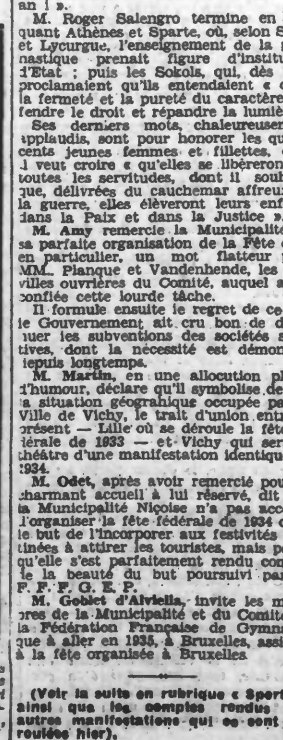 an i ».
M. Roger Salengro termine en
quant Athènes et Sparte, où, selon S
et Lycurgue, l'enseignement de la
nastique prenait figure d'institu
d'Etat ; puis les Sokols, qui, dès
proclamaient qu'ils entendaient «
la fermeté et la pureté du caractère
fendre le droit et répandre la lumiè
Ses derniers mots, chaleureuse
applaudis, sont pour honorer les qu
cents jeunes femmes et fillettes,
l veut croire « qu'elles se libéreron
toutes les servitudes, dont il souh
que, délivrées du cauchemar affreu
la guerre, elles élèveront leurs enf
dans la Paix et dans la Justice ».
M. Amy remercie la Municipalité
sa parfaite organisation de la Fête
en particulier, un mot flatteur
MM. Planque et Vandenhende, les
villes ouvrières du Comité, auquel a
confiée cette lourde tâche.
Il formule ensuite le regret de ce
le Gouvernement ait cru bon de d
nuer les subventions des sociétés s
tives, dont la nécessité est démon
depuis longtemps.
M. Martin, en une allocution pl
d'humour, déclare qu'il symbolise, de
la situation géographique occupée pa
Ville de Vichy, le trait d'union entr
présent — Lille où se déroule la fêt
dérale de 1933 — et Vichy qui ser
théâtre d'une manifestation identiqu
1934.
M. Odet, après avoir remercié pou
charmant accueil à lui réservé, dit
la Municipalité Niçoise n'a pas acc
d'organiser la fête fédérale de 1934
le but de l'incorporer aux festivités
tinées à attirer les touristes, mais p
qu'elle s'est parfaitement rendu con
de la beauté du but poursuivi par
F. F. F. G. E. P.
M. Goblet d'Alviella, invite les m
bres de la Municipalité et du Comité
la Fédération Française de Gymna
que à aller en 1935, à Bruxelles, assi
à la fête organisée à Bruxelles
(Voir la suite en rubrique « Sport
ainsi que les comptes rendus
autres manifestations qui se sont
roulées hier).